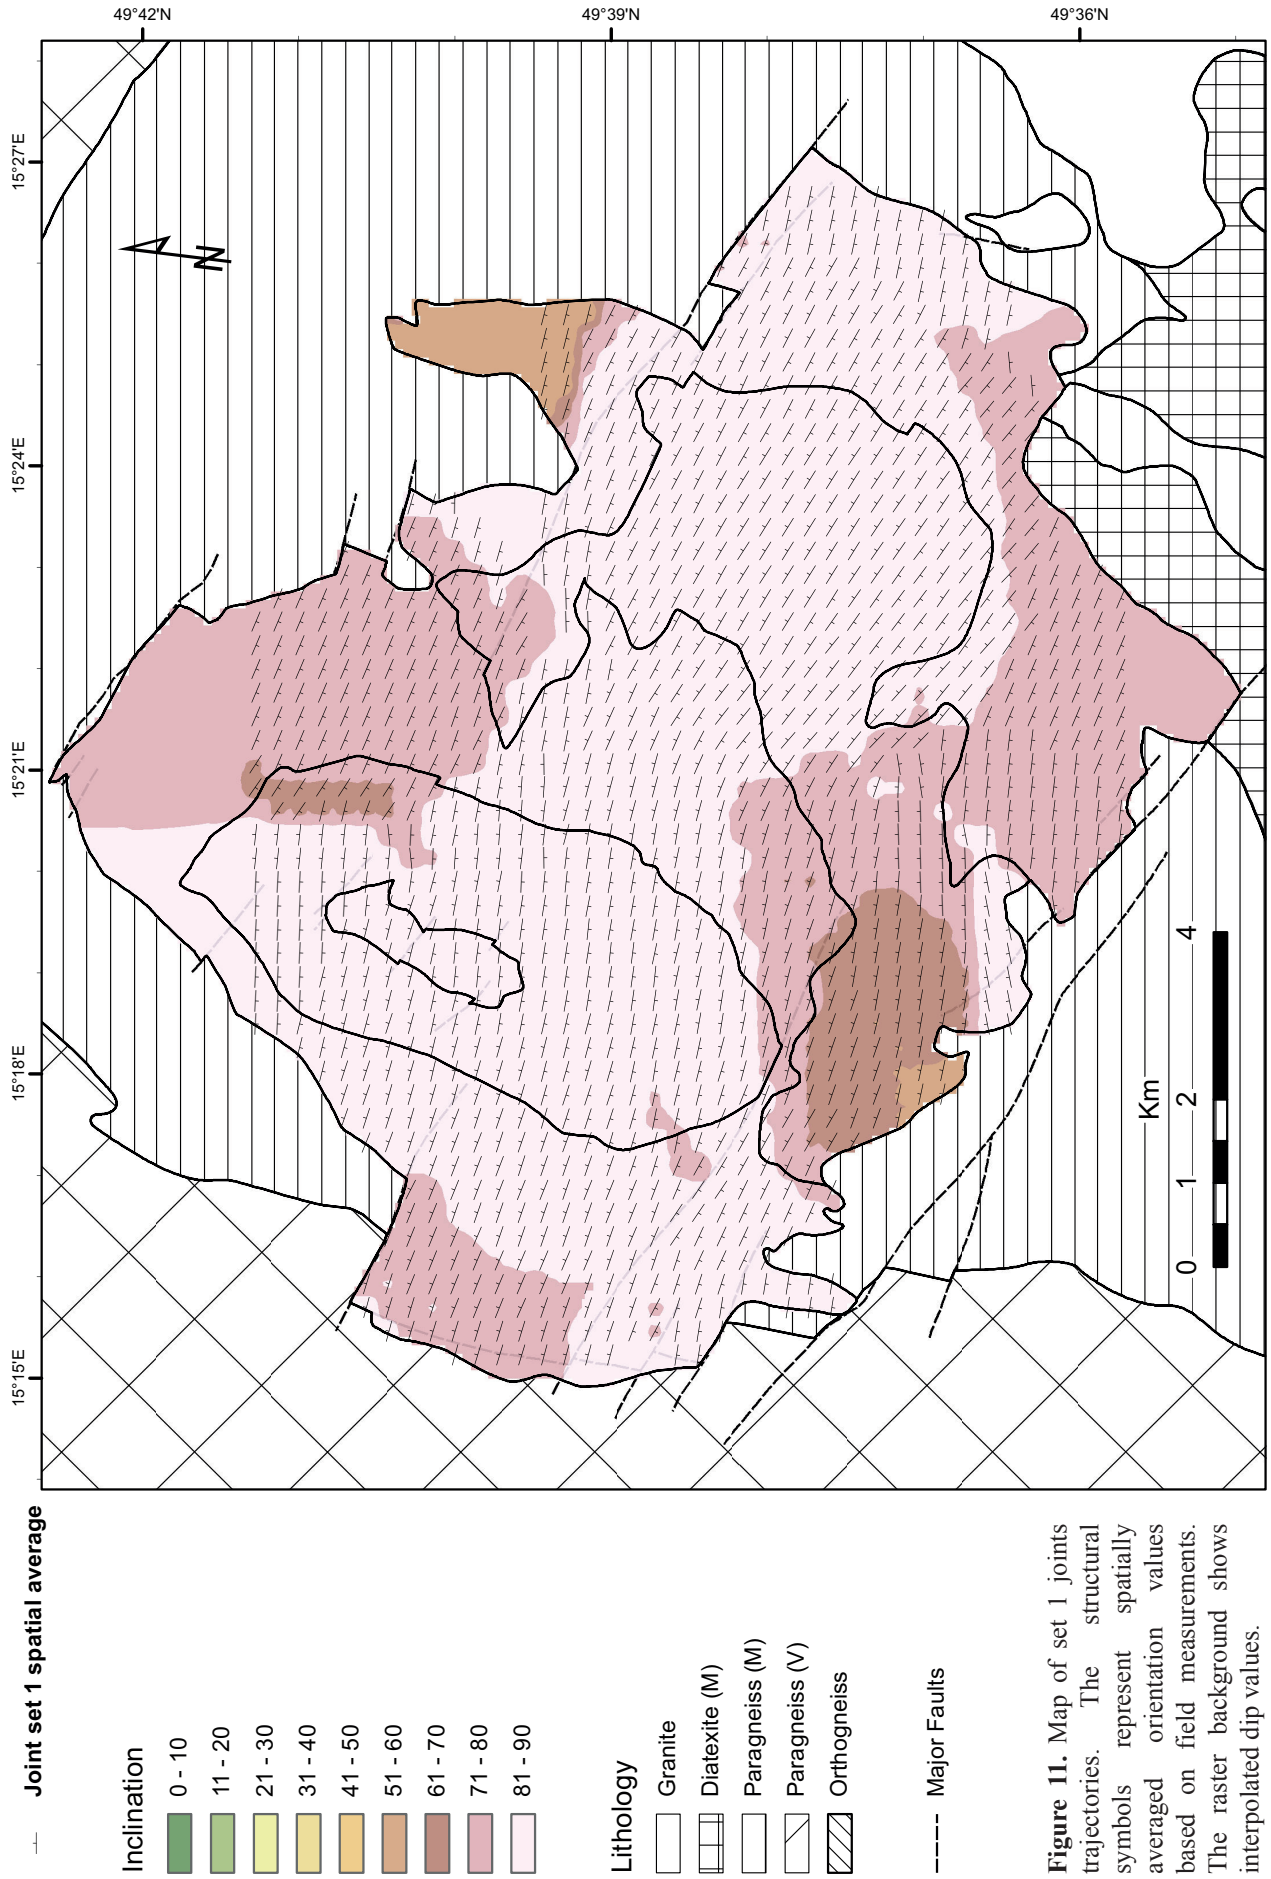 Joint set 1 spatial average
Inclination
0 - 10
11 - 20
21 - 30
31 - 40
41 - 50
51 - 60
61 - 70
71 - 80
81 - 90
Lithology
Granite
Diatexite (M)
Paragneiss (M)
Paragneiss (V)
Orthogneiss
Major Faults
Figure 11. Map of set 1 joints
trajectories. The structural
symbols represent spatially
averaged orientation values
based on field measurements.
The raster background shows
interpolated dip values.
15°15'E
15°18'E
15°21'E
15°24'E
15°27'E
49°42'N
49°39'N
49°36'N
N
Km
0 1 2 4